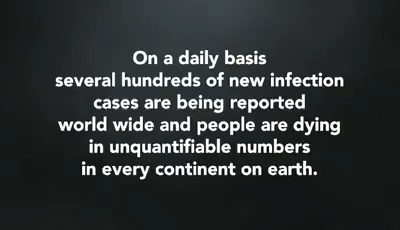 On a daily basis
several hundreds of new infection
cases are being reported
world wide and people are dying
in unquantifiable numbers
in every continent on earth.